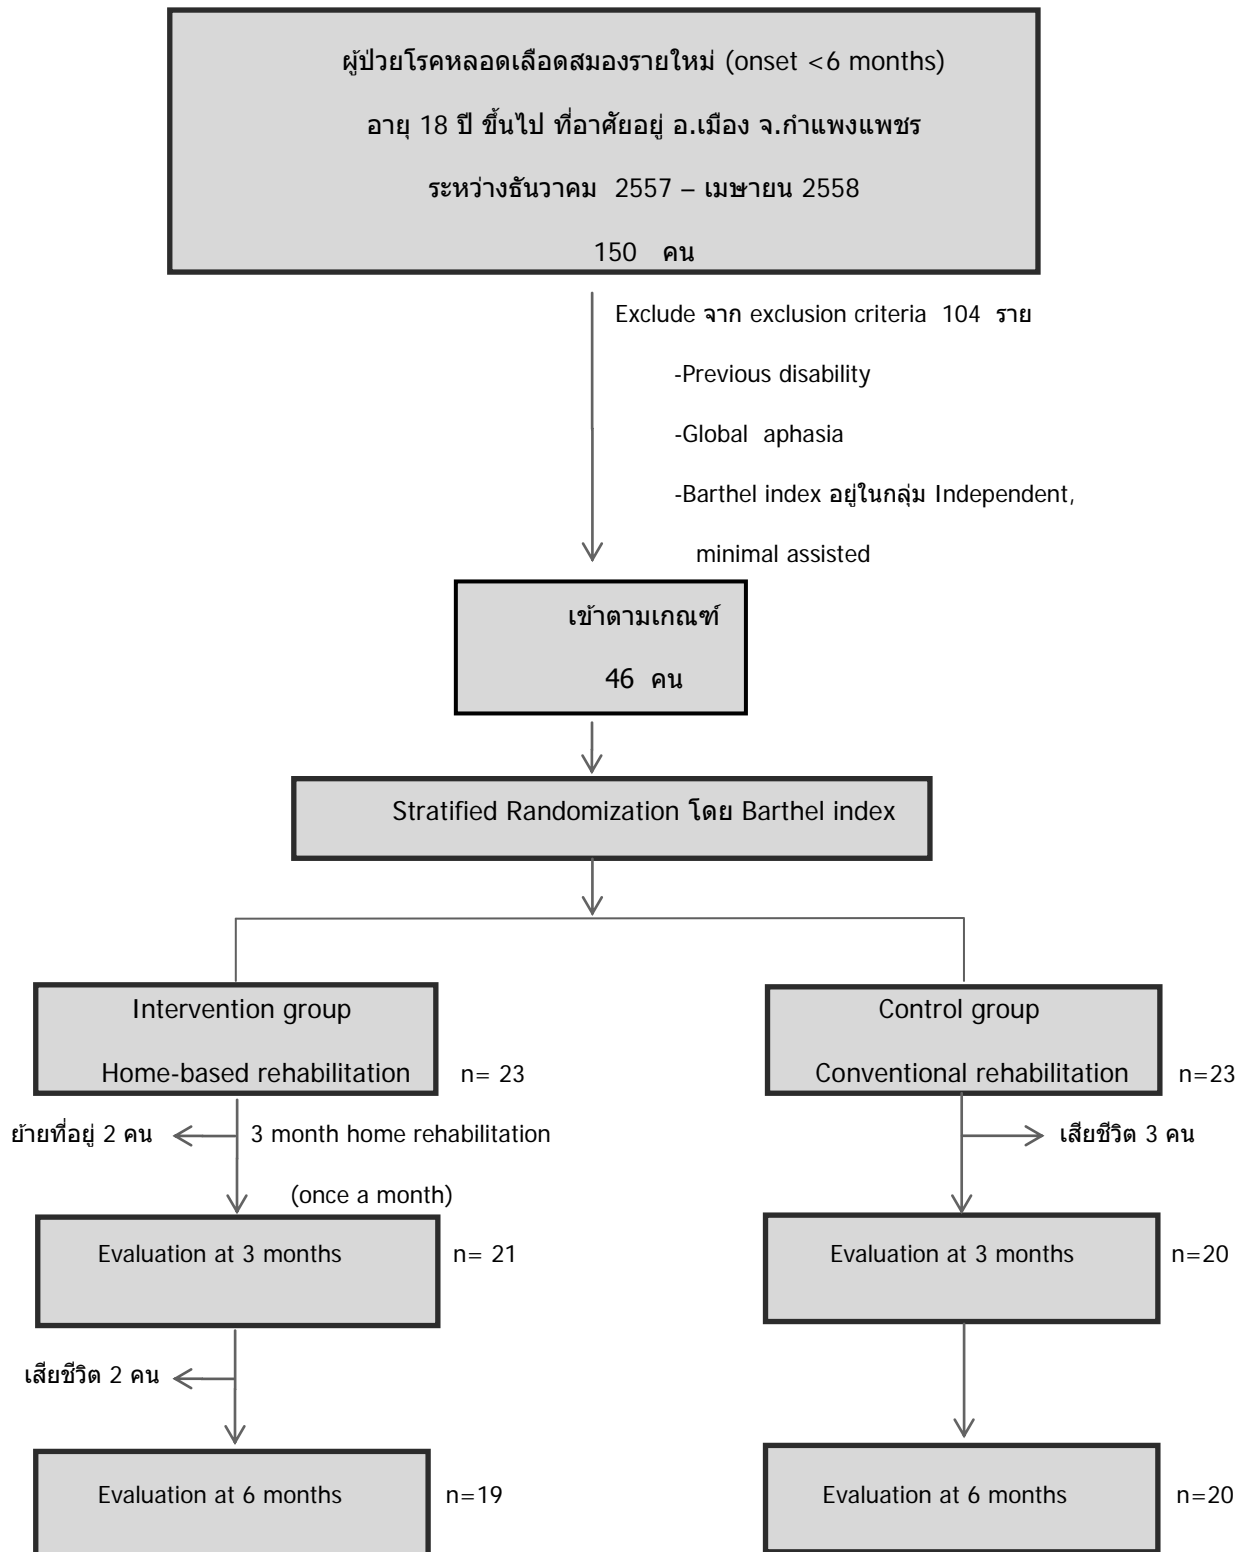 ผู้ป่วยโรคหลอดเลือดสมองรายใหม่ (onset <6 months)
อายุ 18 ปี ขึ้นไป ที่อาศัยอยู่ อ.เมือง จ.กำแพงเพชร
ระหว่างธันวาคม 2557 – เมษายน 2558
150 คน
Exclude จาก exclusion criteria 104 ราย
-Previous disability
-Global aphasia
-Barthel index อยู่ในกลุ่ม Independent,
minimal assisted
เข้าตามเกณฑ์
46 คน
Stratified Randomization โดย Barthel index
Intervention group
Home-based rehabilitation n= 23
Control group
Conventional rehabilitation n=23
ย้ายที่อยู่ 2 คน 3 month home rehabilitation
(once a month)
เสียชีวิต 3 คน
Evaluation at 3 months n= 21
Evaluation at 3 months n=20
เสียชีวิต 2 คน
Evaluation at 6 months n=19
Evaluation at 6 months n=20